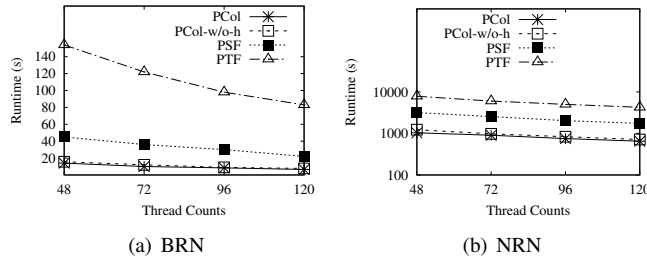 PCol
PCol-w/o-h
PSF
PTF
Runtime (s)
140
120
100
80
60
40
20
48
72
96
120
Thread Counts
(a) BRN
PCol
PCol-w/o-h
PSF
PTF
Runtime (s)
10000
1000
100
48
72
96
120
Thread Counts
(b) NRN